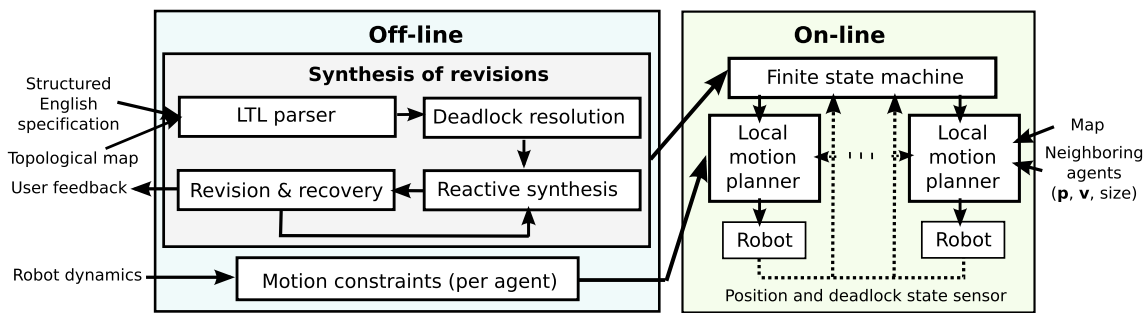 Off-line
Synthesis of revisions
Structured
English
specification
Topological map
User feedback
Robot dynamics
LTL parser
Deadlock resolution
Revision & recovery
Reactive synthesis
Motion constraints (per agent)
On-line
Finite state machine
Local
motion
planner
Local
motion
planner
Robot
Robot
Position and deadlock state sensor
Map
Neighboring
agents
(p, v, size)